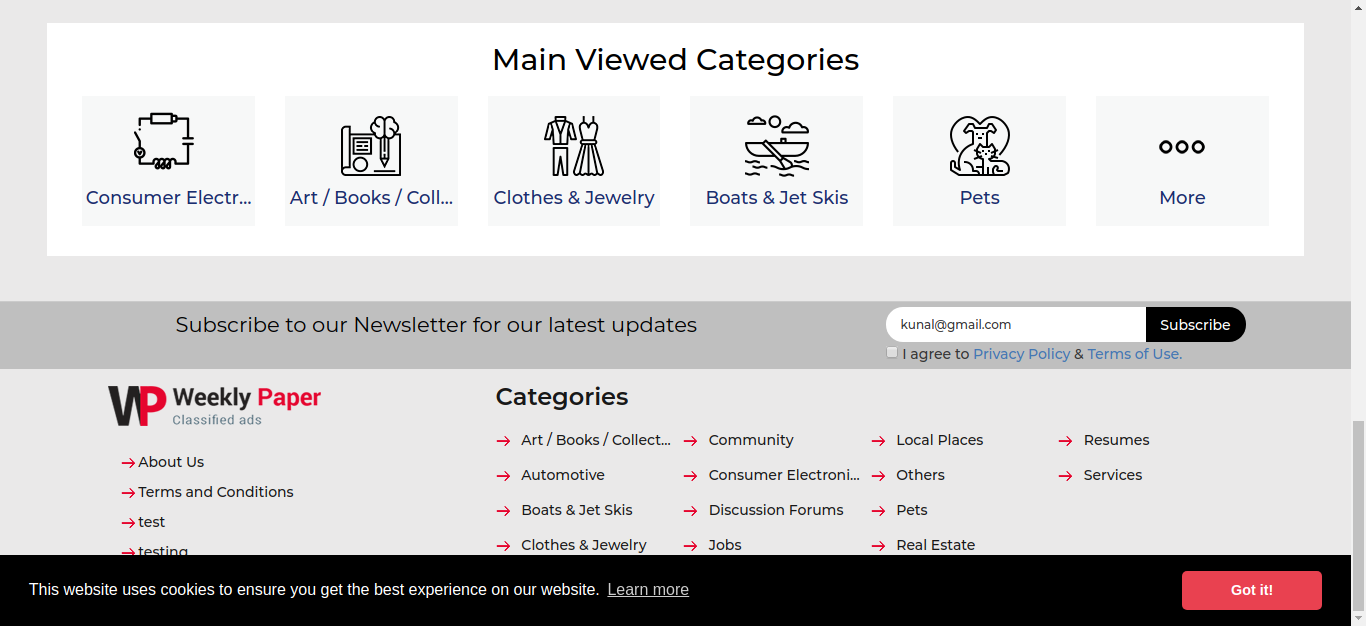 Main Viewed Categories
Consumer Electr... Art / Books / Coll... Clothes & Jewelry Boats & Jet Skis Pets More
Subscribe to our Newsletter for our latest updates
kunal@gmail.com Subscribe
I agree to Privacy Policy & Terms of Use.
WP Weekly Paper
Classified ads
About Us
Terms and Conditions
test
testing
Categories
Art / Books / Collect... Community Local Places Resumes
Automotive Consumer Electroni... Others Services
Boats & Jet Skis Discussion Forums Pets
Clothes & Jewelry Jobs Real Estate
This website uses cookies to ensure you get the best experience on our website. Learn more Got it!